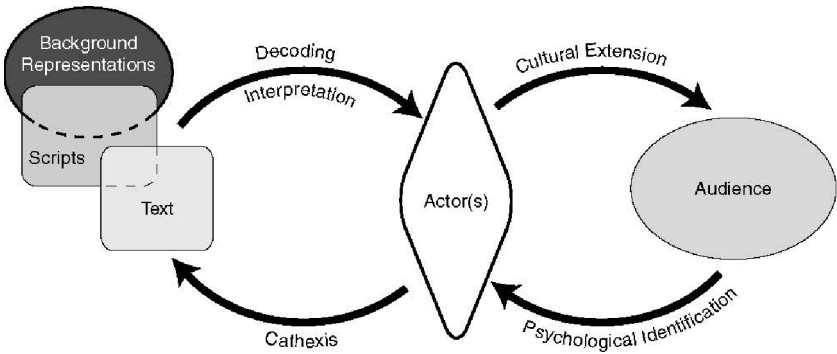 Background
Representations
Scripts
Text
Decoding
Interpretation
Cathexis
Actor(s)
Cultural Extension
Psychological Identification
Audience